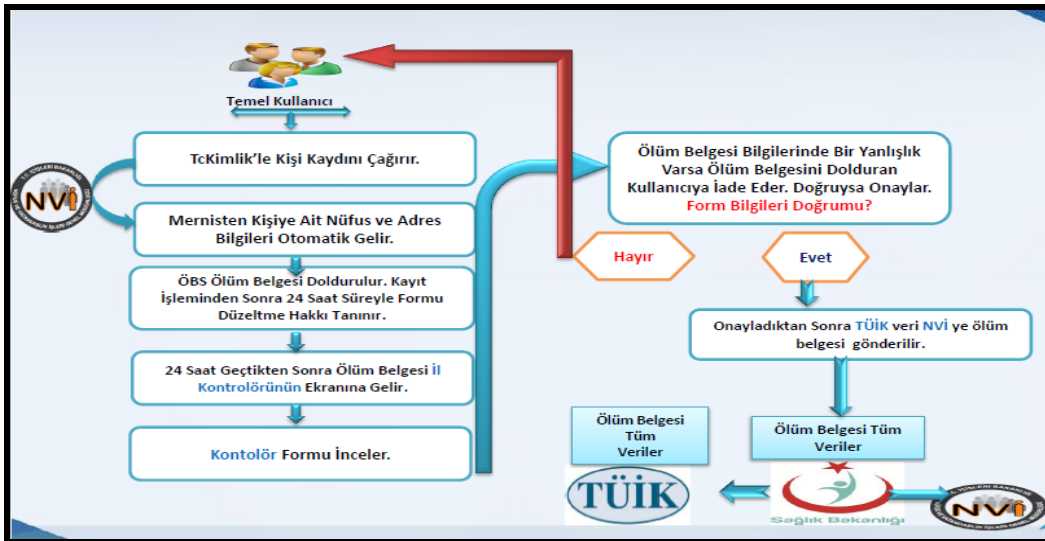 Temel Kullanıcı
TcKimlik’le Kişi Kaydını Çağırır.
NVİ
Mernisten Kişiye Ait Nüfus ve Adres
Bilgileri Otomatik Gelir.
ÖBS Ölüm Belgesi Doldurulur. Kayıt
İşleminden Sonra 24 Saat Süreyle Formu
Düzeltme Hakkı Tanınır.
24 Saat Geçtikten Sonra Ölüm Belgesi İl
Kontrolörünün Ekranına Gelir.
Kontolör Formu İnceler.
Ölüm Belgesi Bilgilerinde Bir Yanlışlık
Varsa Ölüm Belgesini Dolduran
Kullanıcıya İade Eder. Doğruysa Onaylar.
Form Bilgileri Doğrumu?
Hayır
Evet
Onayladıktan Sonra TÜİK veri NVİ ye ölüm
belgesi gönderilir.
Ölüm Belgesi
Tüm
Veriler
Ölüm Belgesi Tüm
Veriler
TÜİK
Sağlık Bakanlığı
NVİ